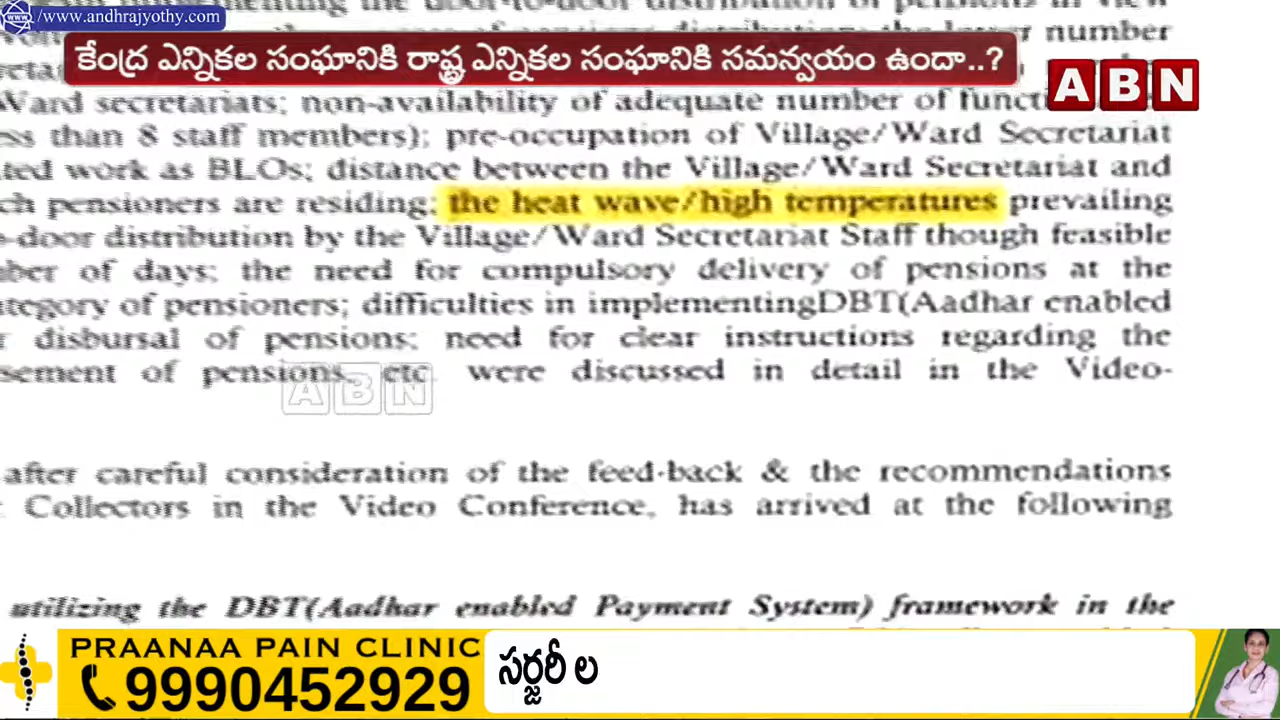 /www.andhrajyothy.com
కేంద్ర ఎన్నికల సంఘానికి రాష్ట్ర ఎన్నికల సంఘానికి సమన్వయం ఉందా..?
ABN
number
Ward secretariats; non-availability of adequate number of
ess than 8 staff members); pre-occupation of Village/Ward Secretariat
ted work as BLOs; distance between the Village/Ward Secretariat and
ch pensioners are residing; the heat wave/high temperatures prevailing
-door distribution by the Village/Ward Secretariat Staff though feasible
ber of days; the need for compulsory delivery of pensions at the
ategory of pensioners; difficulties in implementingDBT(Aadhar enabled
r disbursal of pensions; need for clear instructions regarding the
sement of pensions, etc were discussed in detail in the Video-
ABN
after careful consideration of the feed-back & the recommendations
Collectors in the Video Conference, has arrived at the following
utilizing the DBT(Aadhar enabled Payment System) framework in the
PRAANAA PAIN CLINIC
9990452929
సర్జరీ ల